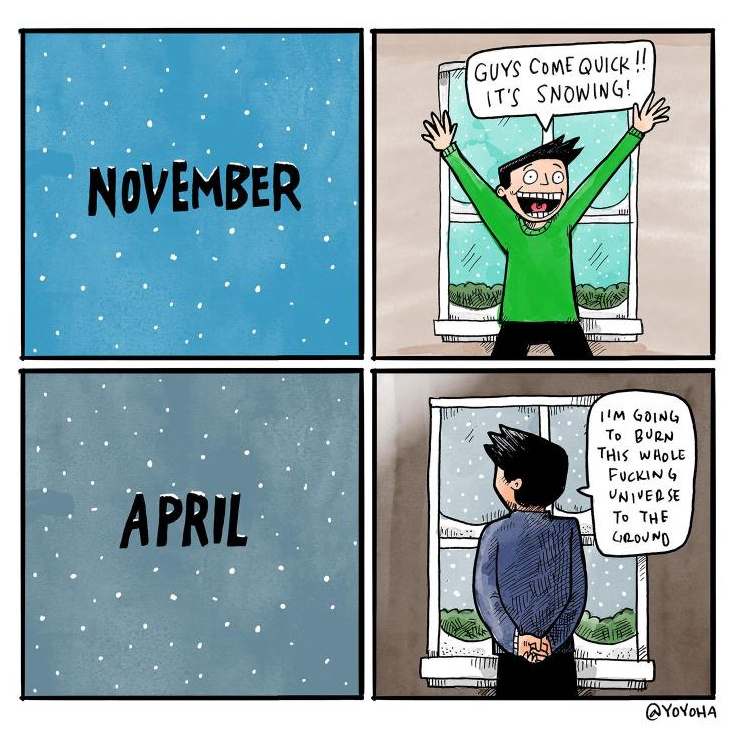 NOVEMBER
GUYS COME QUICK!!
IT'S SNOWING!
APRIL
I'M GOING
TO BURN
THIS WHOLE
FUCKING
UNIVERSE
TO THE
GROUND
@YOYOHA